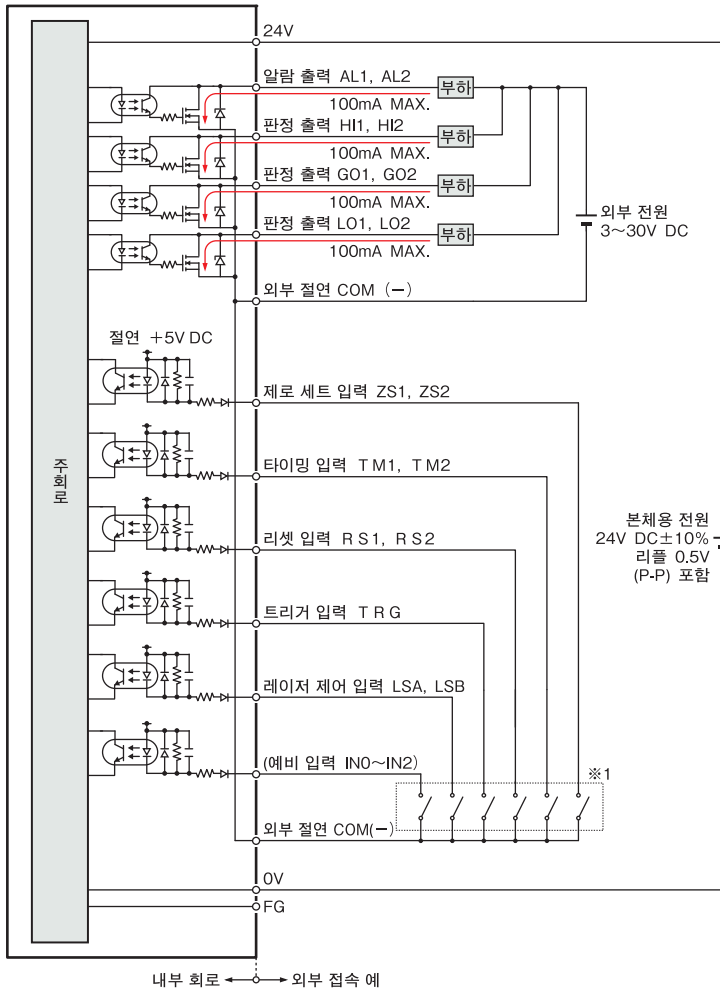 24V
알람 출력 AL1, AL2
부하
100mA MAX.
판정 출력 HI1, HI2
부하
100mA MAX.
판정 출력 GO1, GO2
부하
100mA MAX.
판정 출력 LO1, LO2
부하
100mA MAX.
외부 전원
3~30V DC
외부 절연 COM (-)
절연 +5V DC
제로 세트 입력 ZS1, ZS2
주회로
타이밍 입력 TM1, TM2
리셋 입력 RS1, RS2
본체용 전원
24V DC±10%
리플 0.5V
(P-P) 포함
트리거 입력 TRG
레이저 제어 입력 LSA, LSB
(예비 입력 IN0~IN2)
※1
외부 절연 COM(-)
0V
FG
내부 회로
외부 접속 예